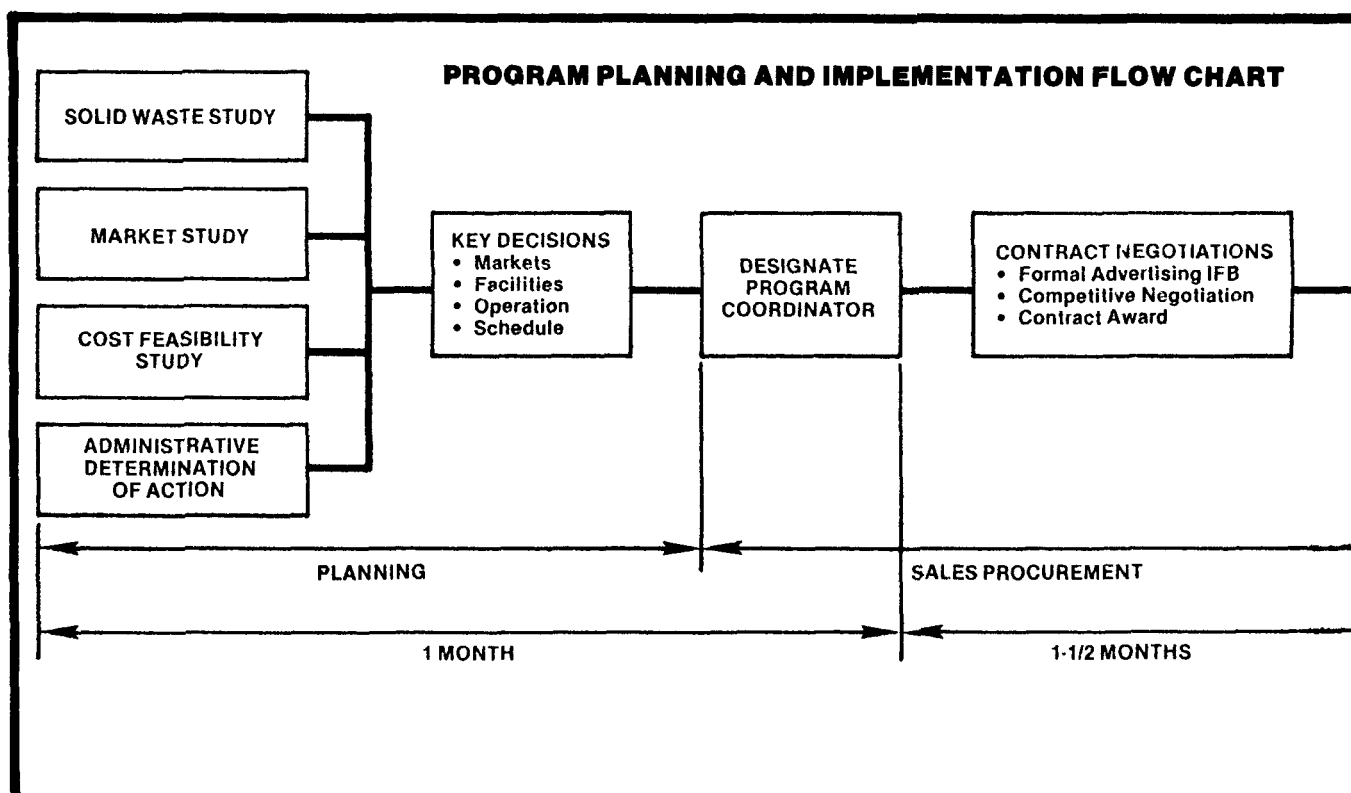 PROGRAM PLANNING AND IMPLEMENTATION FLOW CHART
SOLID WASTE STUDY
MARKET STUDY
COST FEASIBILITY
STUDY
ADMINISTRATIVE
DETERMINATION
OF ACTION
KEY DECISIONS
• Markets
• Facilities
• Operation
• Schedule
DESIGNATE
PROGRAM
COORDINATOR
CONTRACT NEGOTIATIONS
• Formal Advertising IFB
• Competitive Negotiation
• Contract Award
PLANNING
SALES PROCUREMENT
1 MONTH
1-1/2 MONTHS